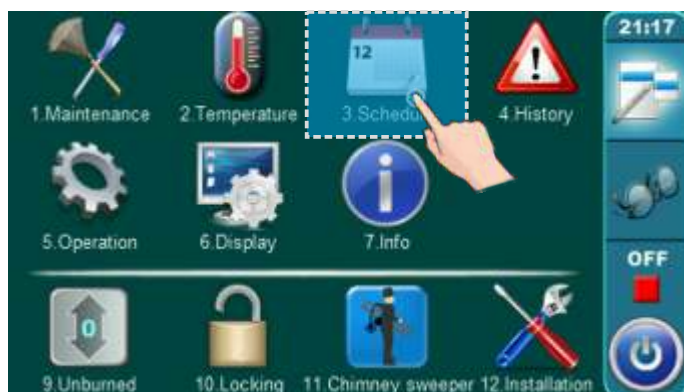 21:17
12
1.Maintenance
2.Temperature
3.Schedu
4.History
5.Operation
6.Display
7.Info
OFF
0
9.Unburned
10.Locking
11.Chimney sweeper
12.Installation